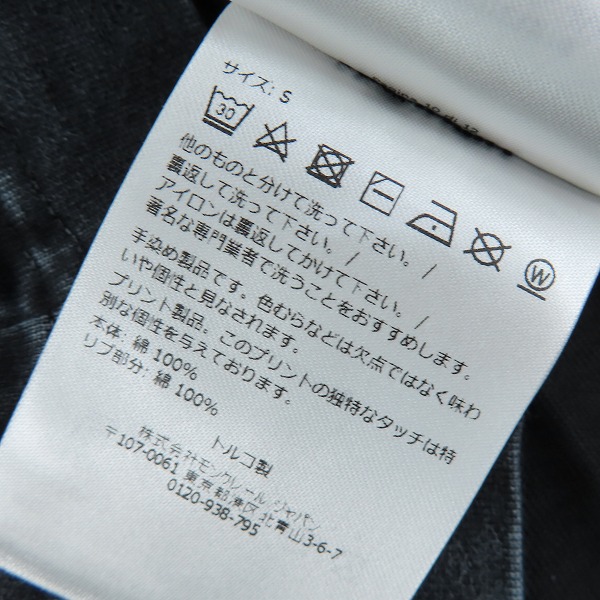 サイズ: S
30
W
他のものと分けて洗って下さい。 /
裏返して洗って下さい。 /
アイロンは裏返してかけて下さい。 /
著名な専門業者で洗うことをおすすめします。
手染め製品です。色むらなどは欠点ではなく味わ
いや個性と見なされます。
プリント製品。このプリントの独特なタッチは特
別な個性を与えております。
本体: 綿 100%
リブ部分: 綿 100%
トルコ製
株式会社モンクレール ジャパン
〒107-0061 東京都港区北青山3-6-7
0120-938-795